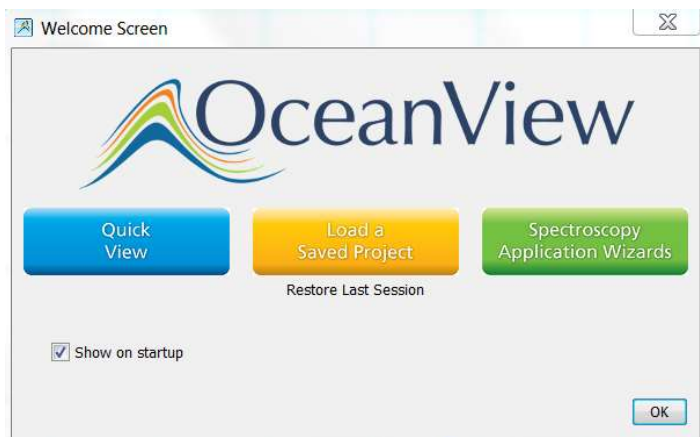 Welcome Screen
OceanView
Quick
View
Load a
Saved Project
Spectroscopy
Application Wizards
Restore Last Session
Show on startup
OK